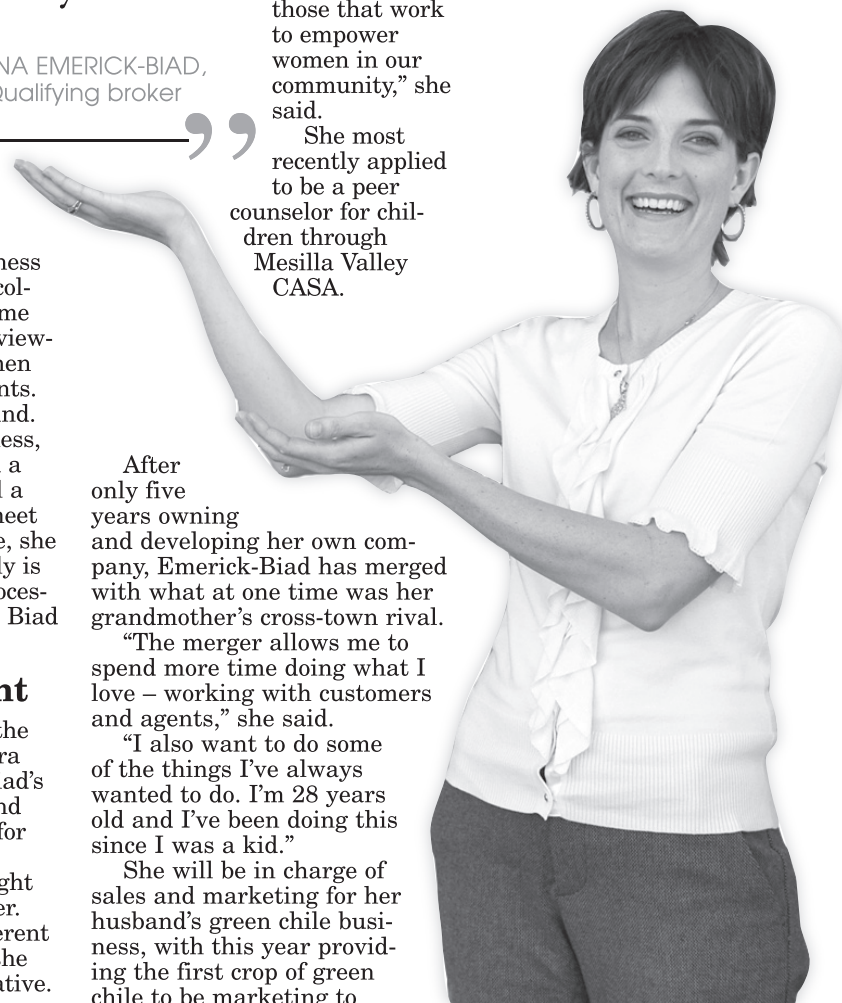 NA EMERICK-BIAD,
Qualifying broker
”
ness
col-
me
view-
hen
nts.
and.
ess,
a
a
meet
e, she
ly is
oces-
Biad
nt
the
ra
iad’s
nd
for
ght
er.
erent
the
ative.
those that work
to empower
women in our
community,” she
said.
She most
recently applied
to be a peer
counselor for chil-
dren through
Mesilla Valley
CASA.
After
only five
years owning
and developing her own com-
pany, Emerick-Biad has merged
with what at one time was her
grandmother’s cross-town rival.
“The merger allows me to
spend more time doing what I
love – working with customers
and agents,” she said.
“I also want to do some
of the things I’ve always
wanted to do. I’m 28 years
old and I’ve been doing this
since I was a kid.”
She will be in charge of
sales and marketing for her
husband’s green chile busi-
ness, with this year provid-
ing the first crop of green
chile to be marketing to